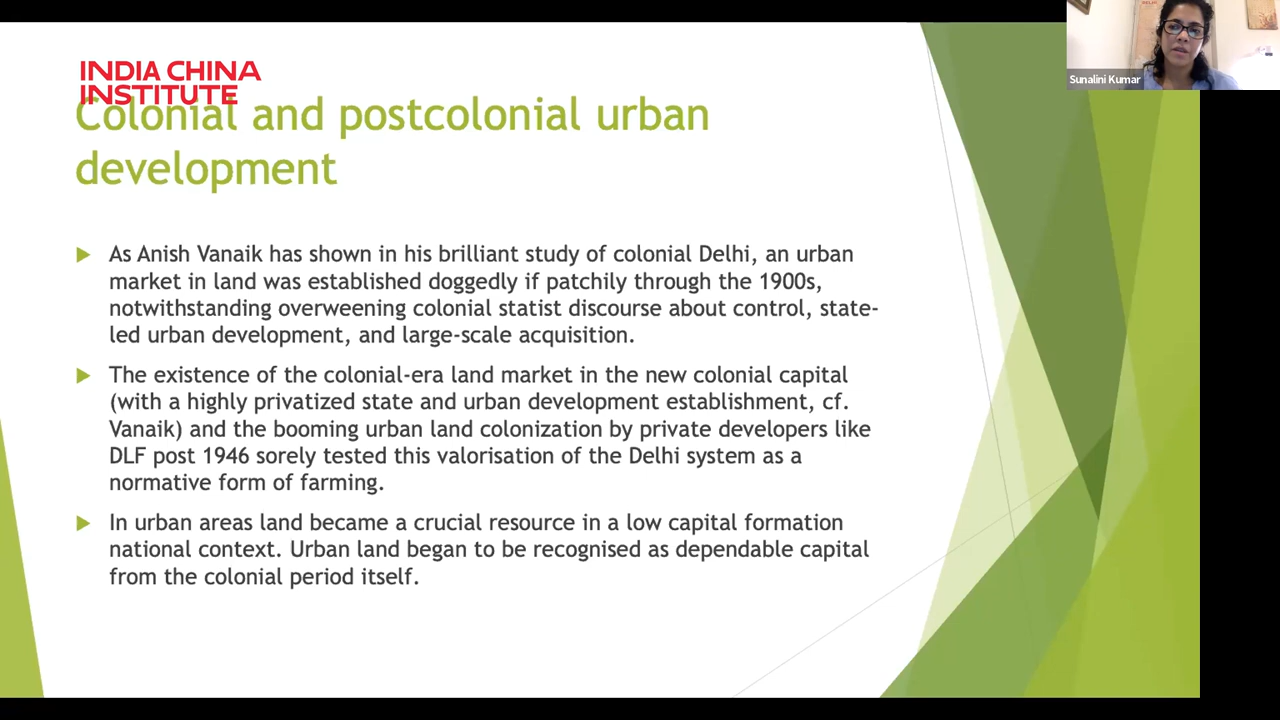 INDIA CHINA
INSTITUTE
Colonial and postcolonial urban
development
As Anish Vanaik has shown in his brilliant study of colonial Delhi, an urban
market in land was established doggedly if patchily through the 1900s,
notwithstanding overweening colonial statist discourse about control, state-
led urban development, and large-scale acquisition.
The existence of the colonial-era land market in the new colonial capital
(with a highly privatized state and urban development establishment, cf.
Vanaik) and the booming urban land colonization by private developers like
DLF post 1946 sorely tested this valorisation of the Delhi system as a
normative form of farming.
In urban areas land became a crucial resource in a low capital formation
national context. Urban land began to be recognised as dependable capital
from the colonial period itself.
Sunalini Kumar